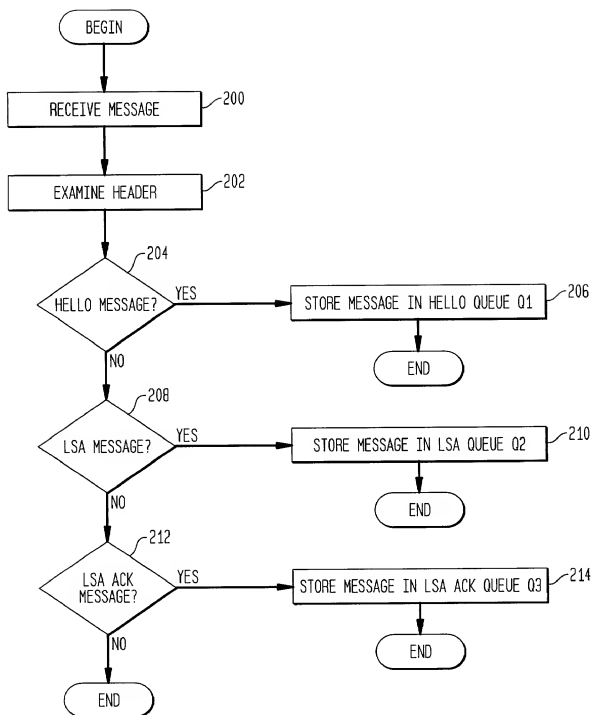 BEGIN
RECEIVE MESSAGE
200
EXAMINE HEADER
202
204
HELLO MESSAGE?
YES
STORE MESSAGE IN HELLO QUEUE Q1
206
NO
END
208
LSA MESSAGE?
YES
STORE MESSAGE IN LSA QUEUE Q2
210
NO
END
212
LSA ACK
MESSAGE?
YES
STORE MESSAGE IN LSA ACK QUEUE Q3
214
NO
END
END